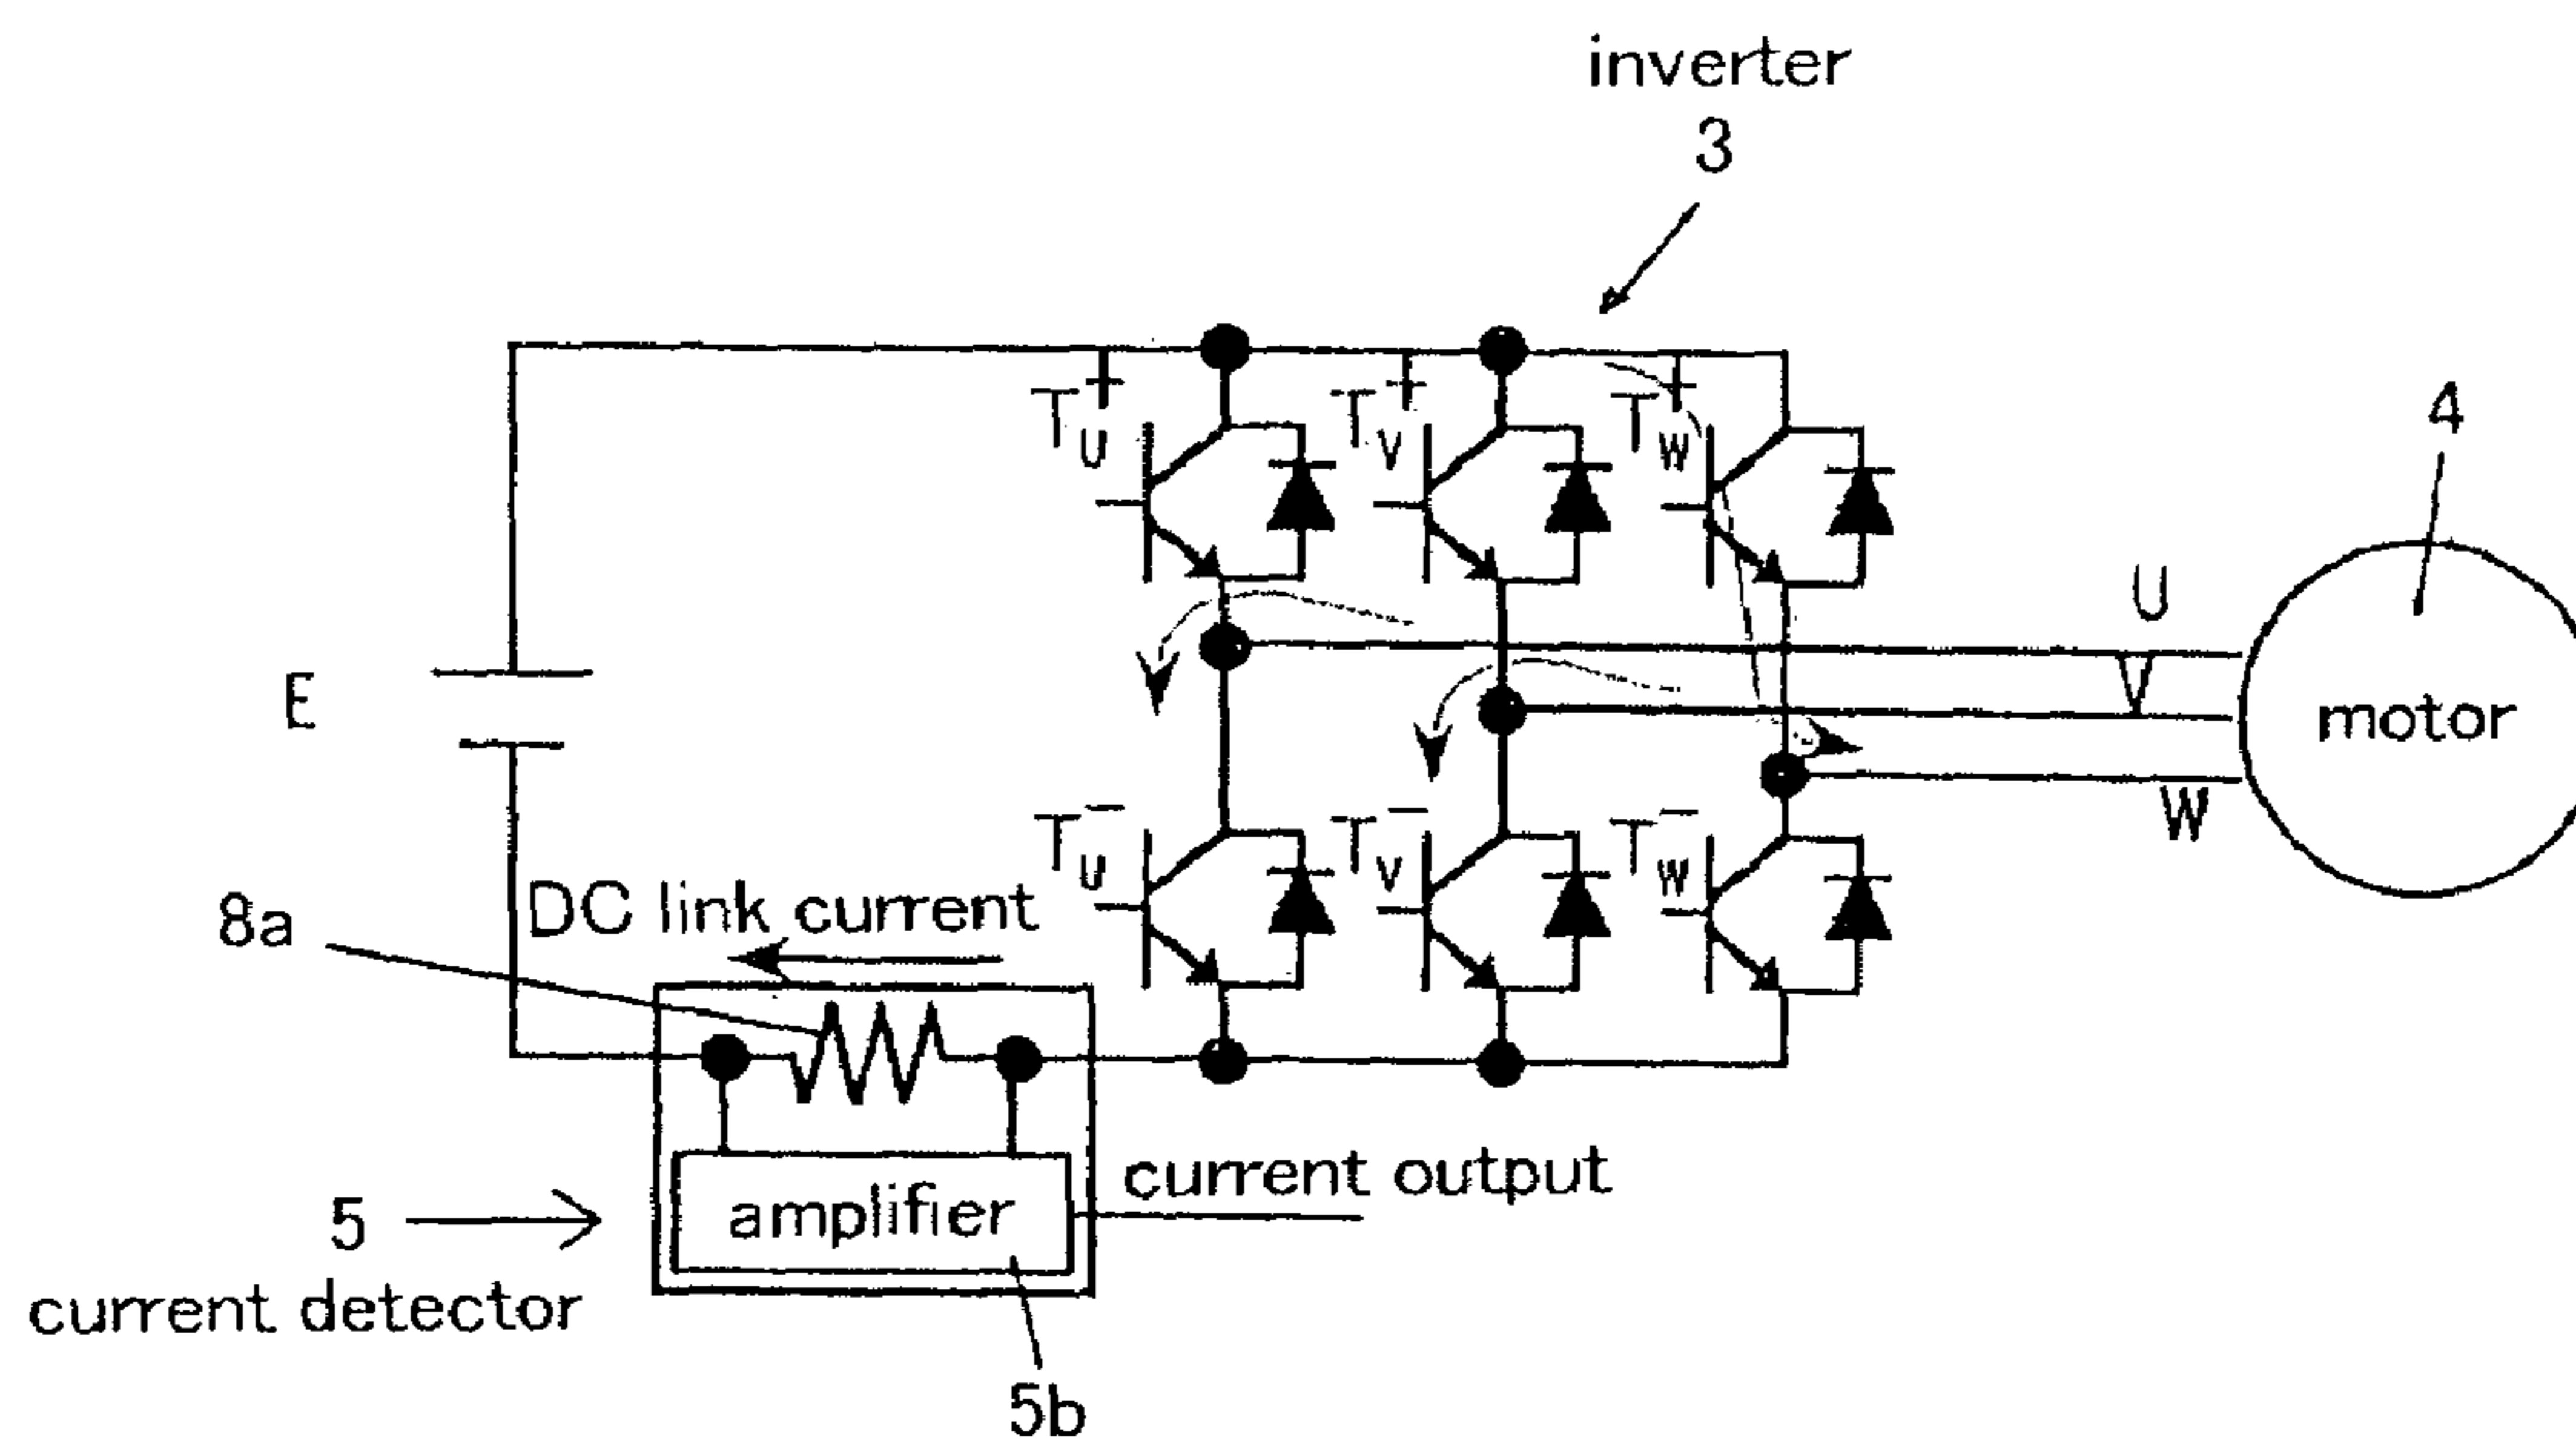 inverter
3
4
T+U
T+V
T+W
U
V
W
motor
E
T-U
T-V
T-W
DC link current
8a
amplifier
current output
5
current detector
5b